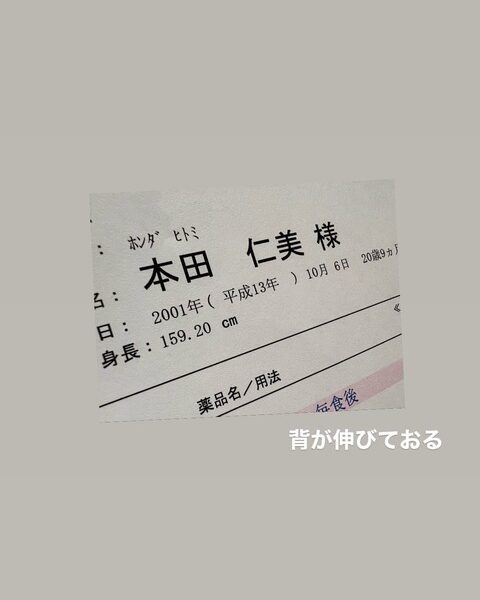 : ホンダ ヒトミ
名: 本田 仁美 様
日: 2001年( 平成13年 ) 10月 6日 20歳9ヵ月
身長: 159.20 cm
薬品名/用法
毎食後
背が伸びておる